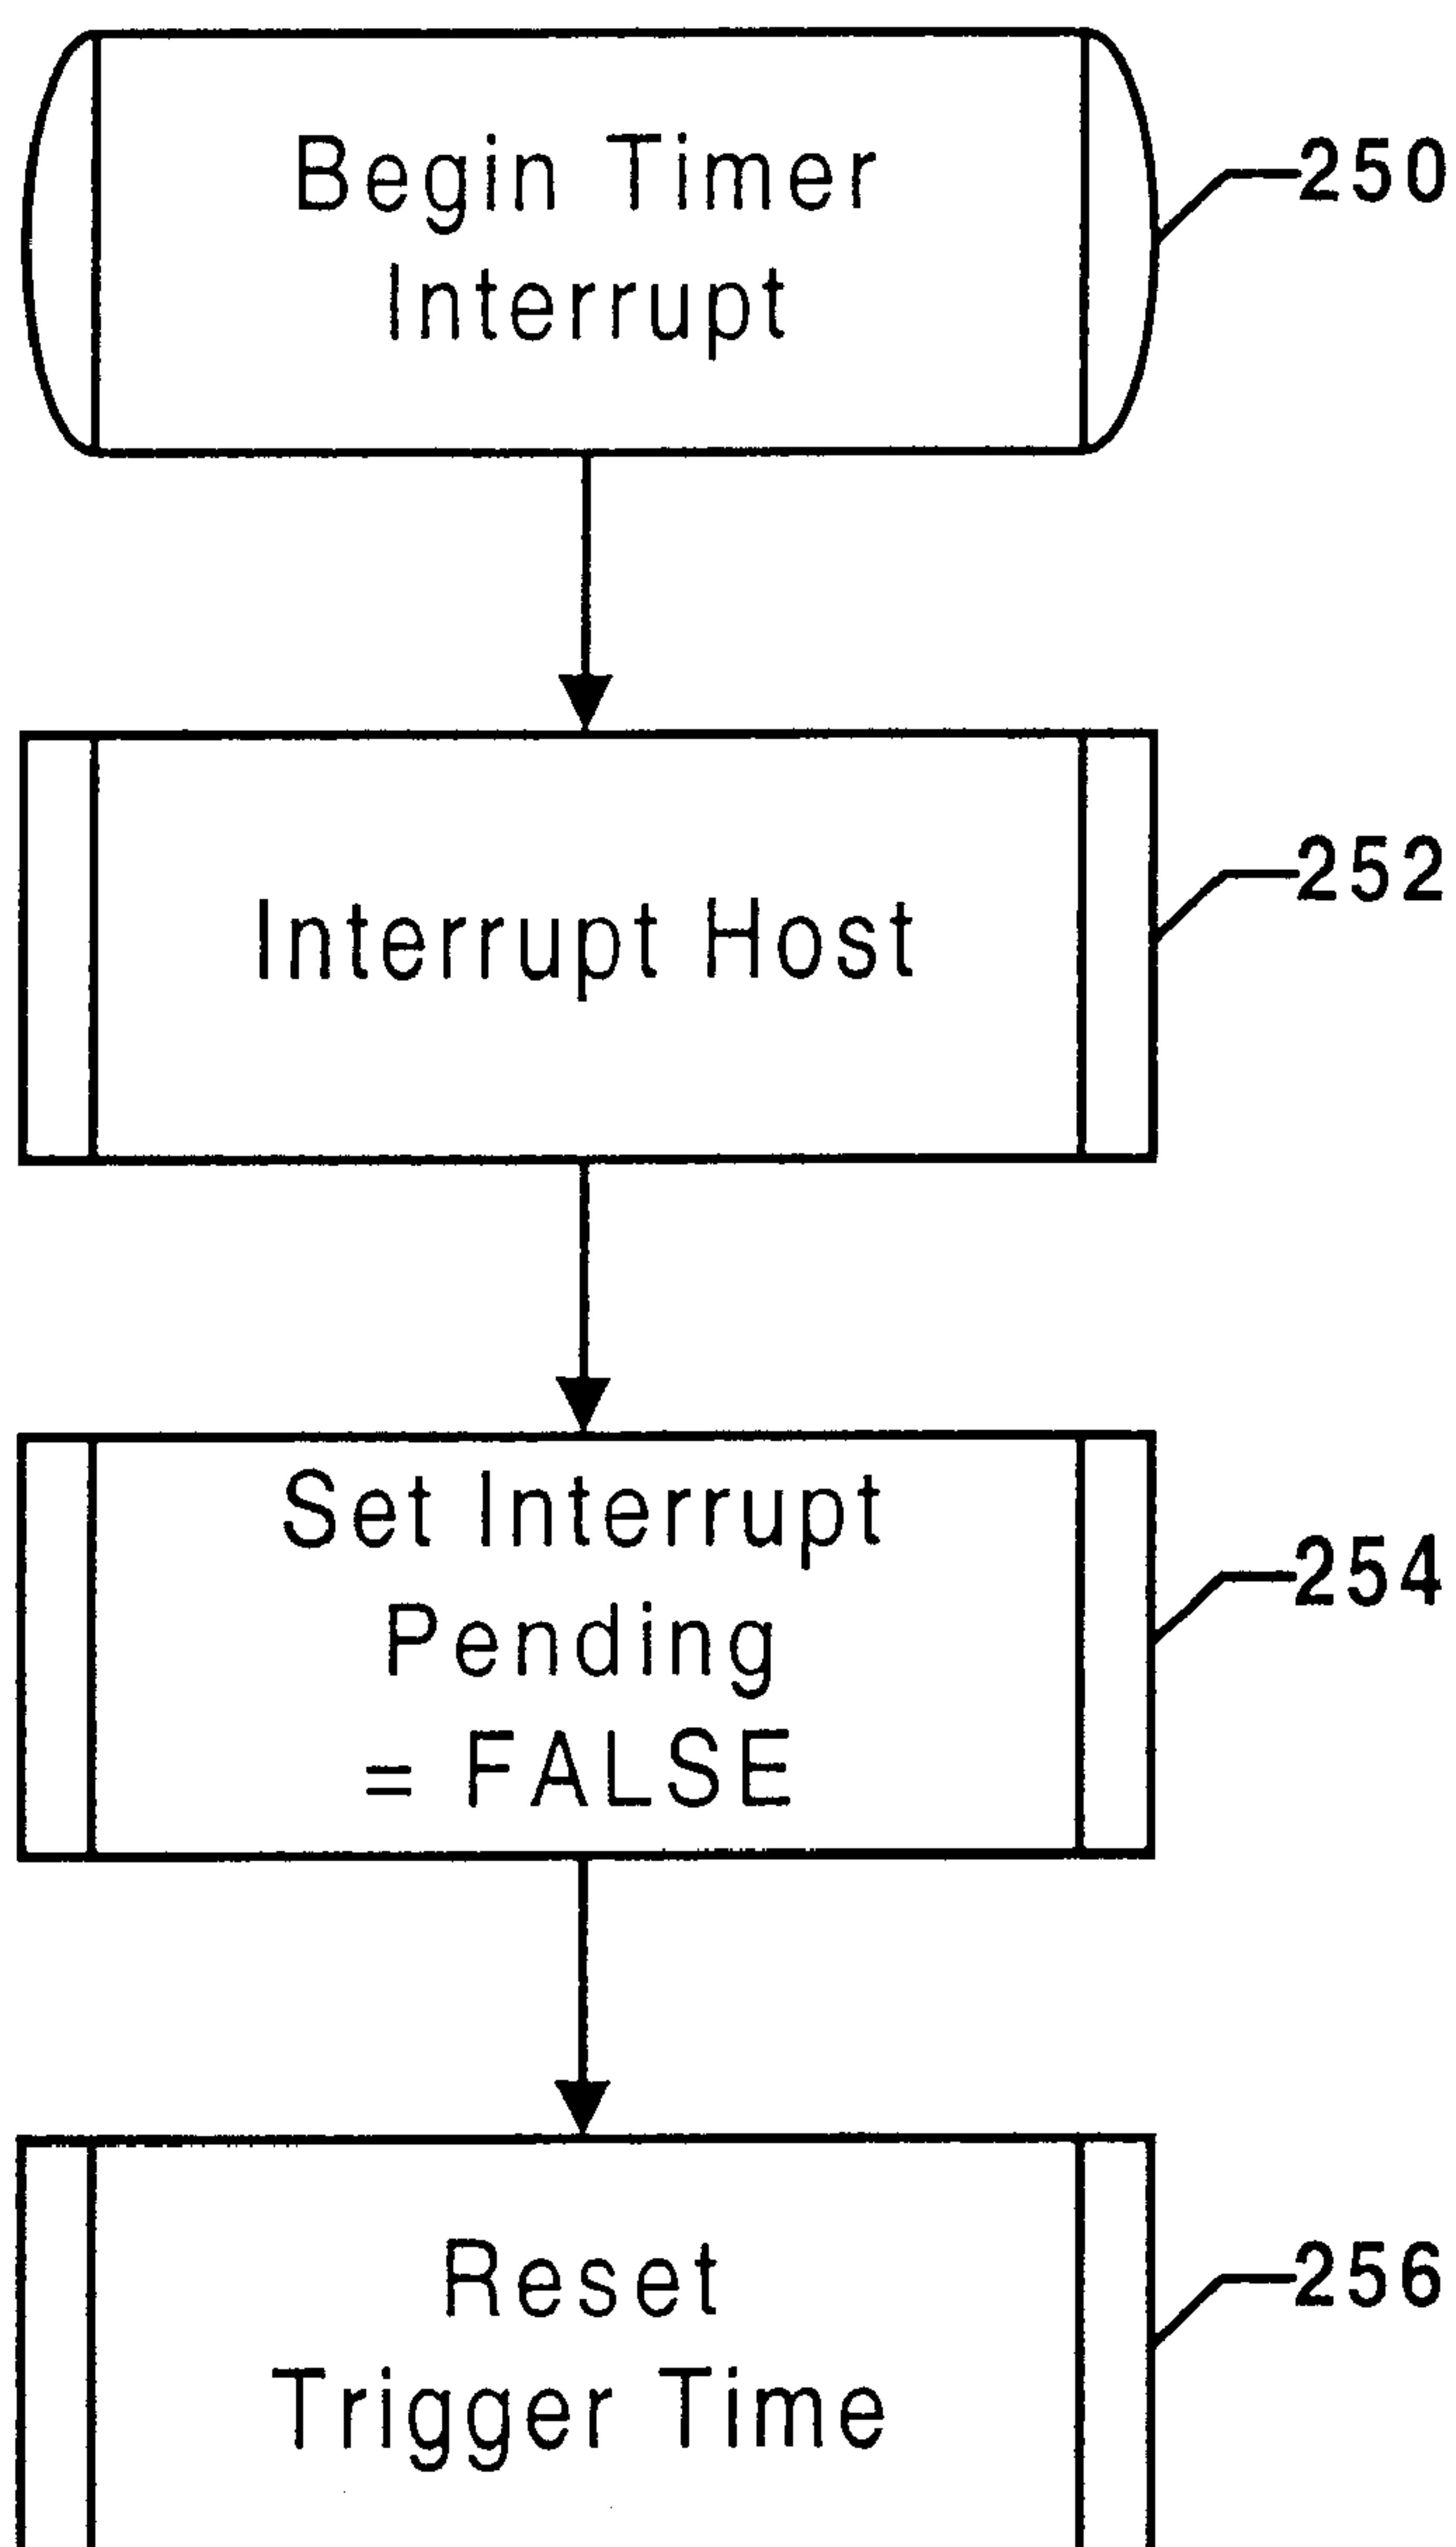 Begin Timer
Interrupt
250
Interrupt Host
252
Set Interrupt
Pending
= FALSE
254
Reset
Trigger Time
256